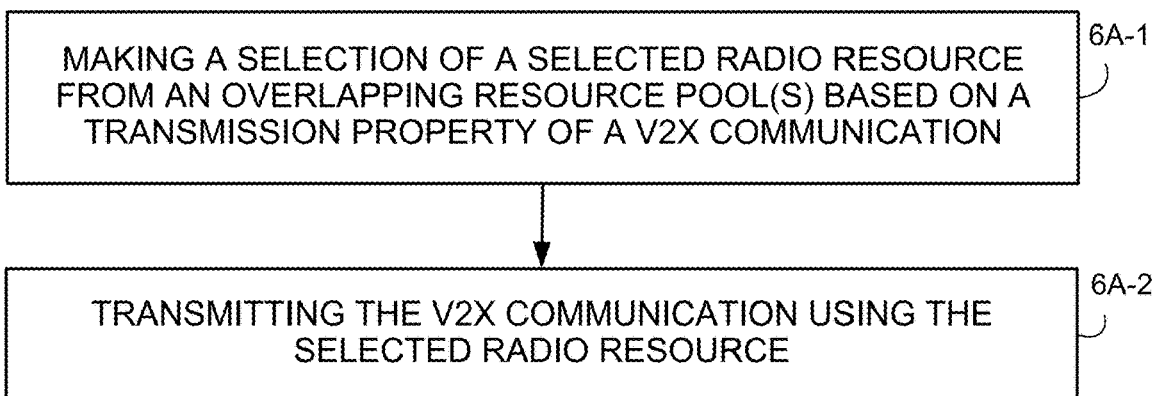 MAKING A SELECTION OF A SELECTED RADIO RESOURCE
FROM AN OVERLAPPING RESOURCE POOL(S) BASED ON A
TRANSMISSION PROPERTY OF A V2X COMMUNICATION
6A-1
TRANSMITTING THE V2X COMMUNICATION USING THE
SELECTED RADIO RESOURCE
6A-2